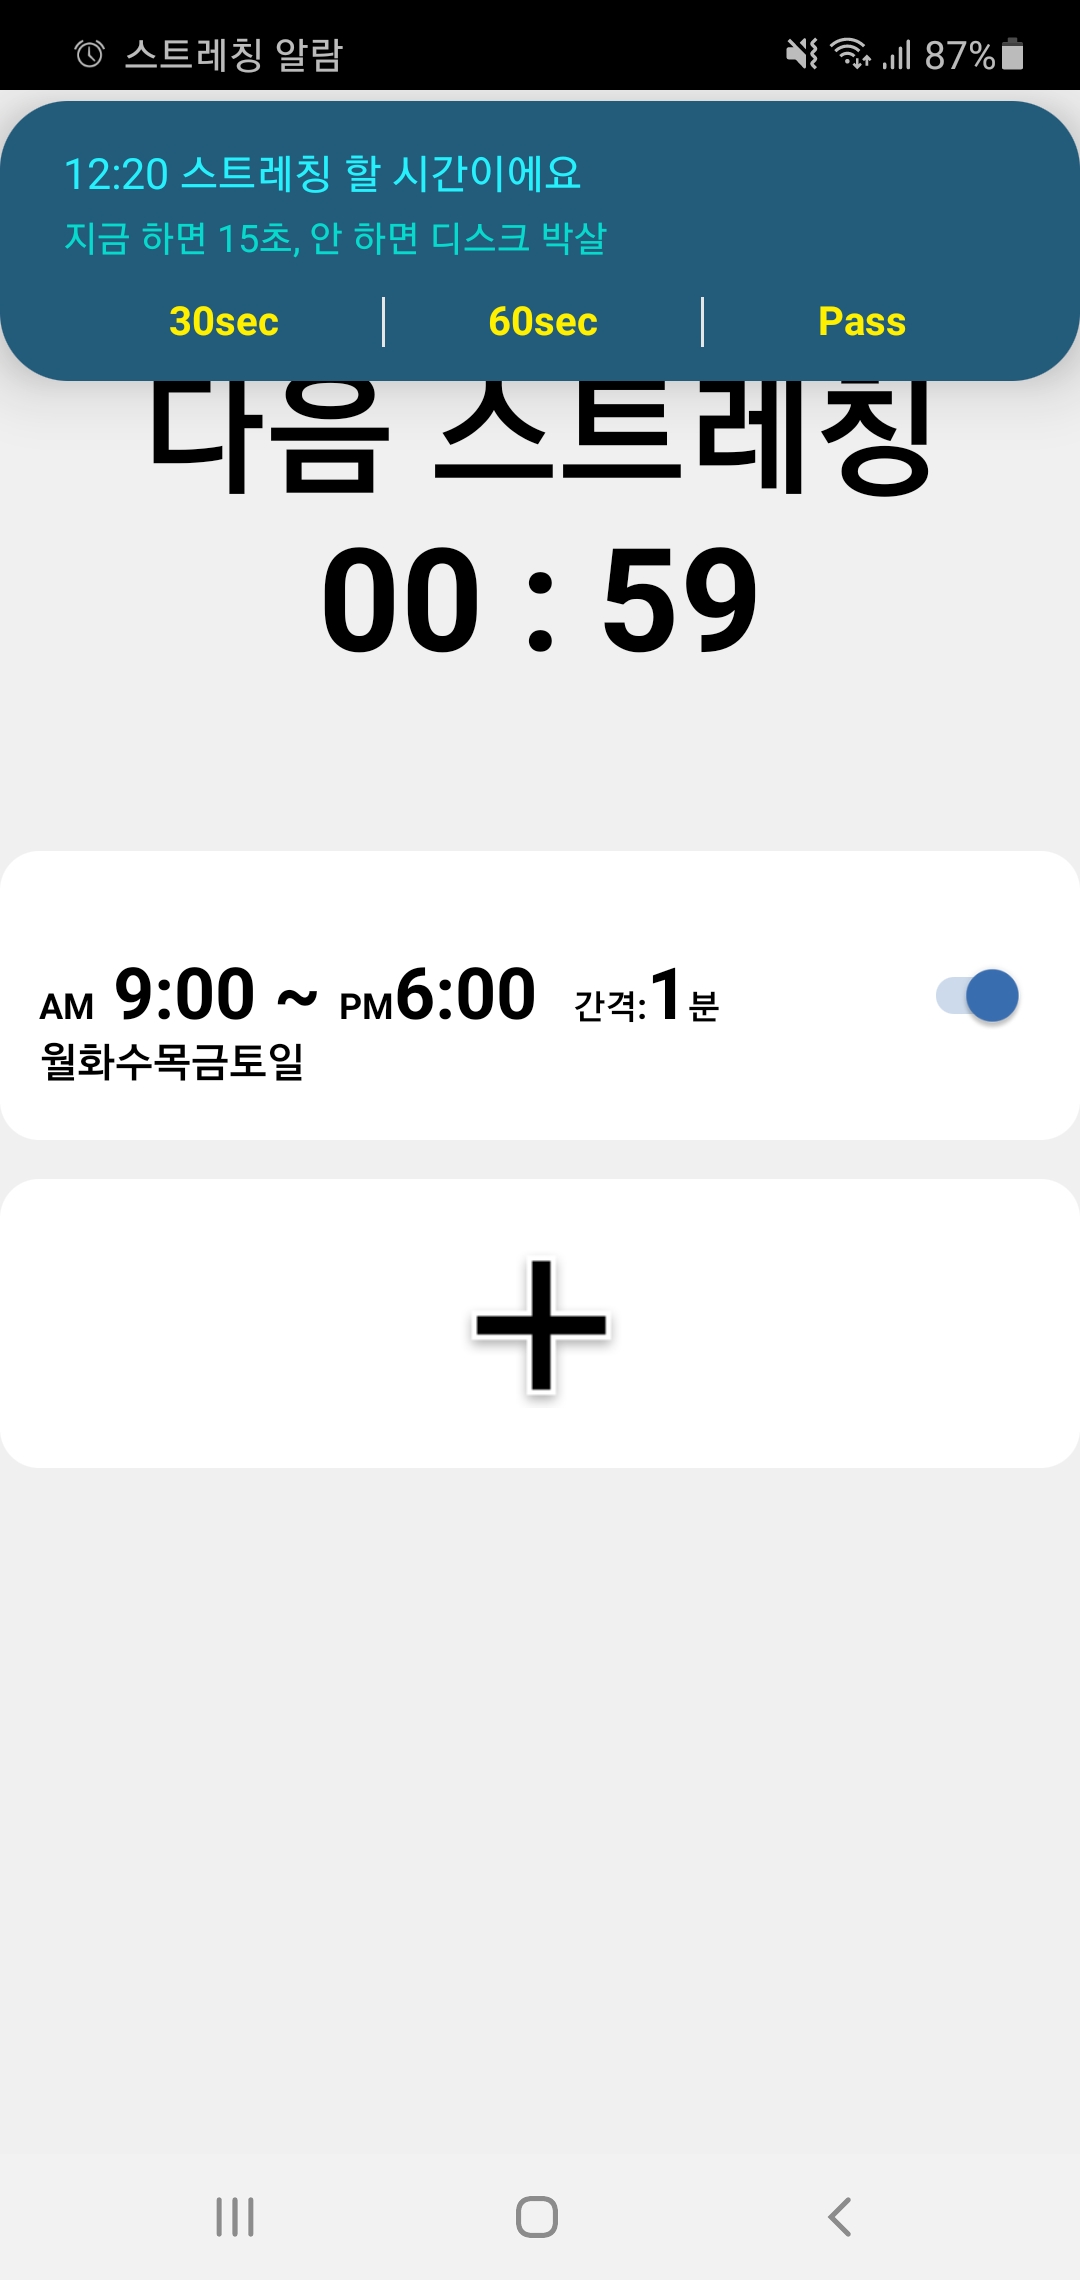 스트레칭 알람 87%
12:20 스트레칭 할 시간이에요
지금 하면 15초, 안 하면 디스크 박살
30sec 60sec Pass
다음 스트레칭
00 : 59
AM 9:00 ~ PM6:00 간격:1분
월화수목금토일